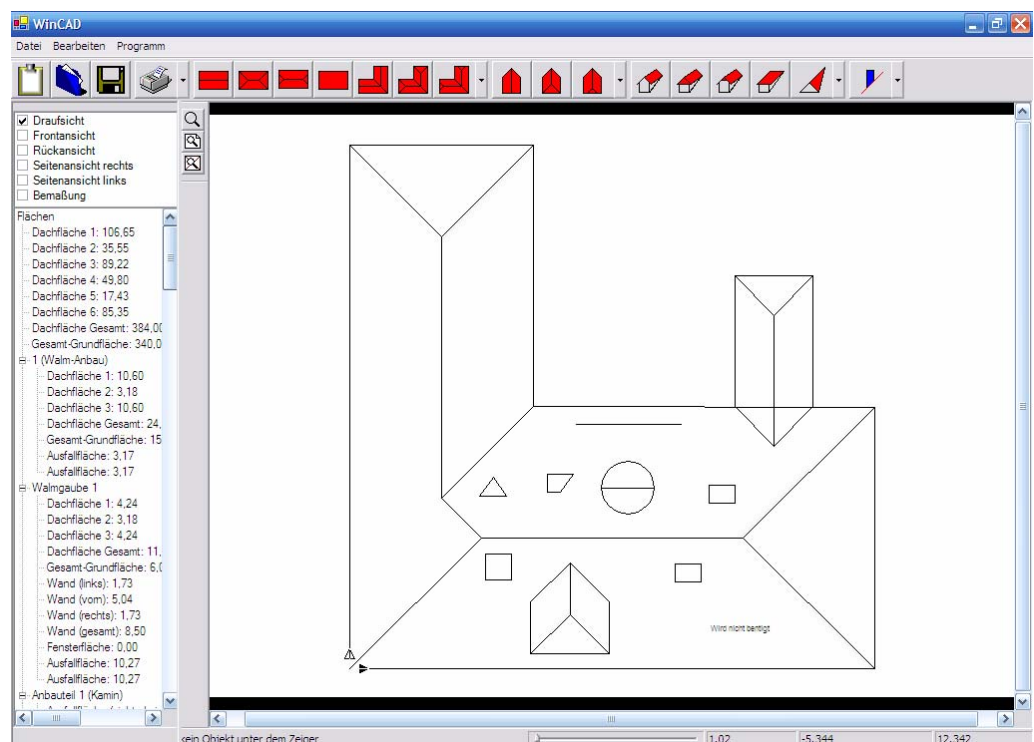 WinCAD
Datei Bearbeiten Programm
Draufsicht
Frontansicht
Rückansicht
Seitenansicht rechts
Seitenansicht links
Bemaßung
Flächen
Dachfläche 1: 106,65
Dachfläche 2: 35,55
Dachfläche 3: 89,22
Dachfläche 4: 49,80
Dachfläche 5: 17,43
Dachfläche 6: 85,35
Dachfläche Gesamt: 384,00
Gesamt-Grundfläche: 340,0
1 (Walm-Anbau)
Dachfläche 1: 10,60
Dachfläche 2: 3,18
Dachfläche 3: 10,60
Dachfläche Gesamt: 24,
Gesamt-Grundfläche: 15
Ausfallfläche: 3,17
Ausfallfläche: 3,17
Walmgaube 1
Dachfläche 1: 4,24
Dachfläche 2: 3,18
Dachfläche 3: 4,24
Dachfläche Gesamt: 11,
Gesamt-Grundfläche: 6,0
Wand (links): 1,73
Wand (vorn): 5,04
Wand (rechts): 1,73
Wand (gesamt): 8,50
Fensterfläche: 0,00
Ausfallfläche: 10,27
Ausfallfläche: 10,27
Anbauteil 1 (Kamin)
Wird nicht bentigt
kein Objekt unter dem Zeiger 1,02 -5,344 12,342